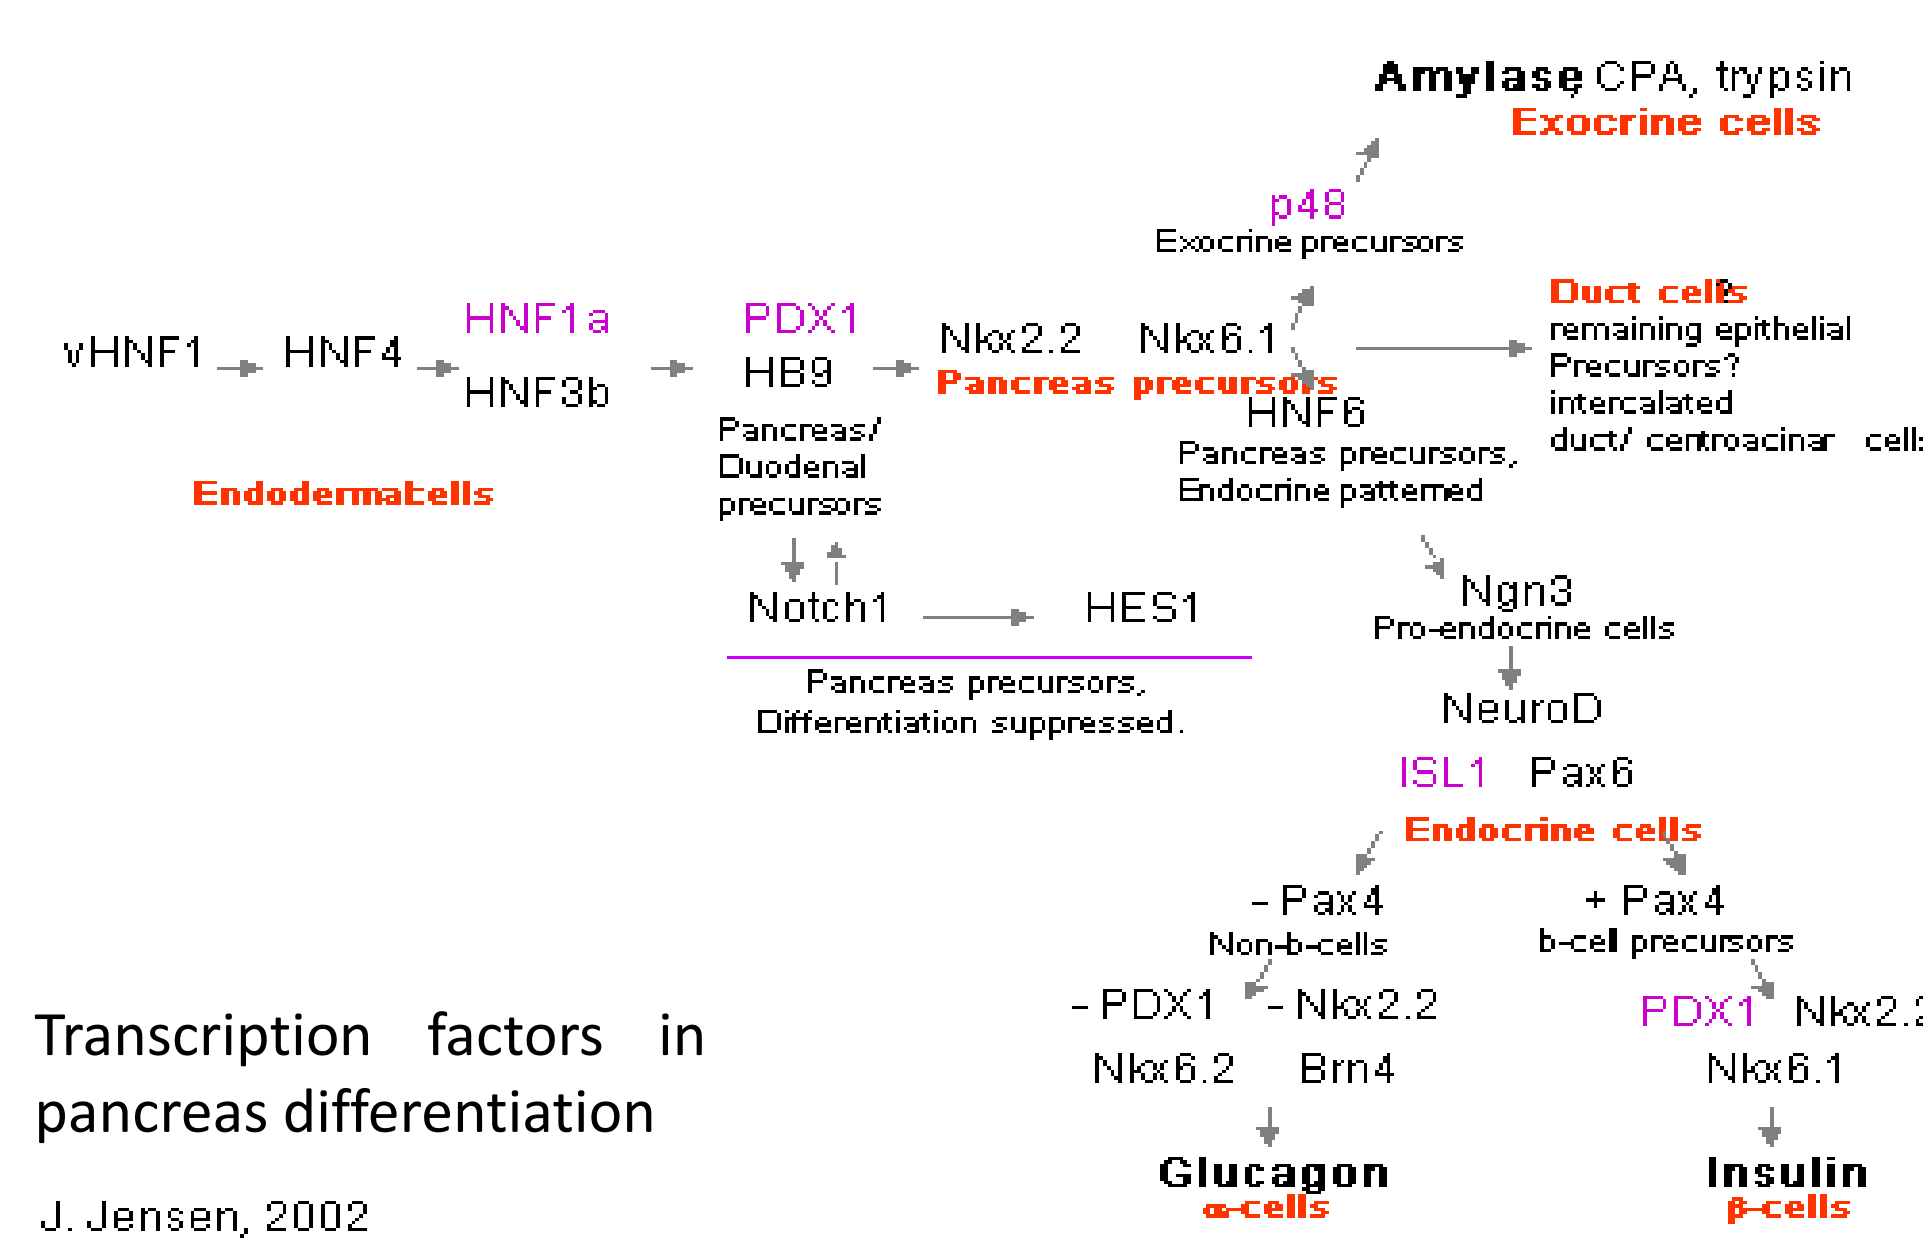 Amylase, CPA, trypsin
Exocrine cells
p48
Exocrine precursors
Duct cells?
remaining epithelial
Precursors?
intercalated
duct/ centroacinar cells
vHNF1
HNF4
HNF1a
HNF3b
Endodermal cells
PDX1
HB9
Pancreas/
Duodenal
precursors
Nkx2.2 Nkx6.1
Pancreas precursors
HNF6
Pancreas precursors,
Endocrine patterned
Notch1
HES1
Pancreas precursors,
Differentiation suppressed.
Ngn3
Pro-endocrine cells
NeuroD
ISL1 Pax6
Endocrine cells
- Pax4
Non-b-cells
+ Pax4
b-cell precursors
- PDX1 - Nkx2.2
Nkx6.2 Brn4
Glucagon
α-cells
PDX1 Nkx2.2
Nkx6.1
Insulin
β-cells
Transcription factors in
pancreas differentiation
J. Jensen, 2002